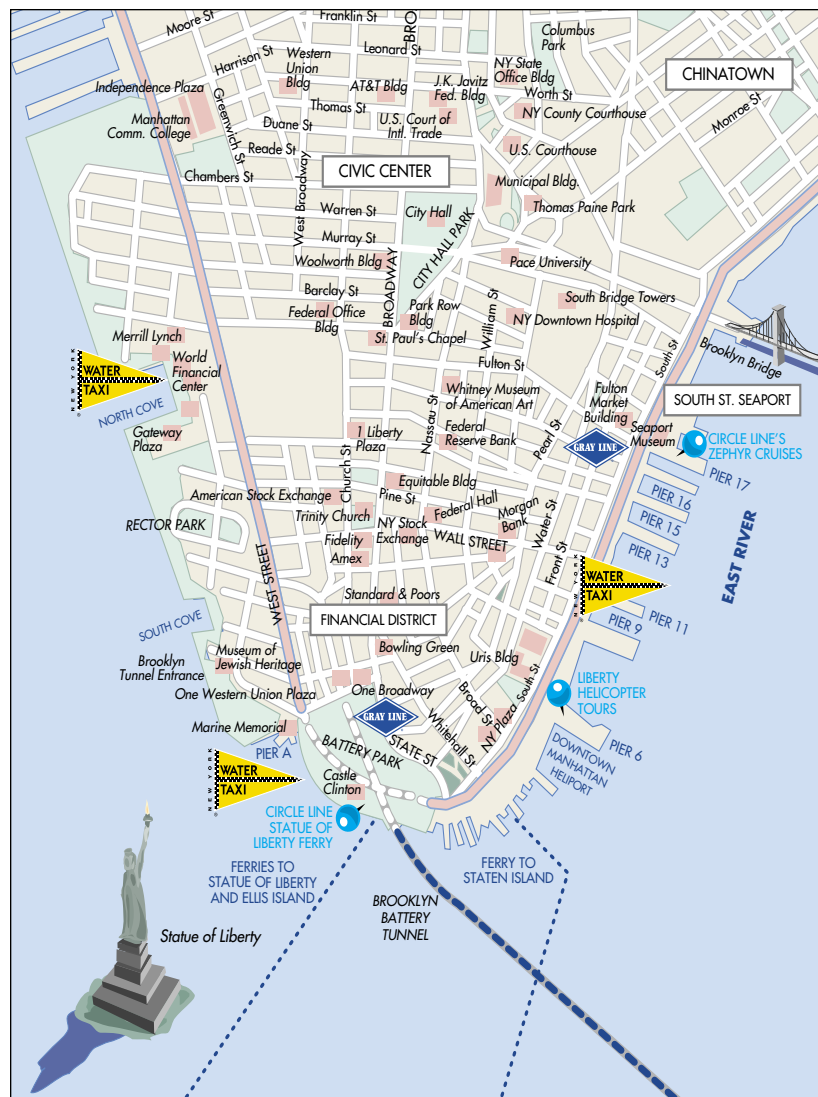 Moore St
Franklin St
BRO
Columbus
Park
Harrison St
Western
Union
Bldg
Leonard St
NY State
Office Bldg
CHINATOWN
Independence Plaza
AT&T Bldg
J.K. Javitz
Fed. Bldg
Worth St
Manhattan
Comm. College
Greenwich St
Thomas St
NY County Courthouse
Monroe St
Duane St
U.S. Court of
Intl. Trade
Reade St
U.S. Courthouse
Chambers St
West Broadway
CIVIC CENTER
Municipal Bldg.
Warren St
City Hall
Thomas Paine Park
Murray St
CITY HALL PARK
Woolworth Bldg
BROADWAY
Pace University
Barclay St
Federal Office
Bldg
Park Row
Bldg
William St
South Bridge Towers
NY Downtown Hospital
Merrill Lynch
St. Paul's Chapel
South St
Brooklyn Bridge
NEW YORK
WATER
TAXI
®
World
Financial
Center
Fulton St
NORTH COVE
Whitney Museum
of American Art
Fulton
Market
Building
SOUTH ST. SEAPORT
Gateway
Plaza
1 Liberty
Plaza
Nassau St
Federal
Reserve Bank
Pearl St
GRAY LINE
Seaport
Museum
CIRCLE LINE'S
ZEPHYR CRUISES
Church St
PIER 17
American Stock Exchange
Equitable Bldg
Pine St
PIER 16
RECTOR PARK
Trinity Church
Federal Hall
Morgan
Bank
Water St
PIER 15
NY Stock
Exchange
WALL STREET
Fidelity
Amex
Front St
PIER 13
EAST RIVER
WEST STREET
NEW YORK
WATER
TAXI
®
Standard & Poors
PIER 11
SOUTH COVE
FINANCIAL DISTRICT
PIER 9
Museum of
Jewish Heritage
Bowling Green
Uris Bldg
Brooklyn
Tunnel Entrance
South St
LIBERTY
HELICOPTER
TOURS
One Western Union Plaza
One Broadway
Broad St
NY Plaza
GRAY LINE
Marine Memorial
STATE ST
Whitehall St
PIER 6
PIER A
BATTERY PARK
DOWNTOWN
MANHATTAN
HELIPORT
NEW YORK
WATER
TAXI
®
Castle
Clinton
CIRCLE LINE
STATUE OF
LIBERTY FERRY
FERRIES TO
STATUE OF LIBERTY
AND ELLIS ISLAND
FERRY TO
STATEN ISLAND
BROOKLYN
BATTERY
TUNNEL
Statue of Liberty